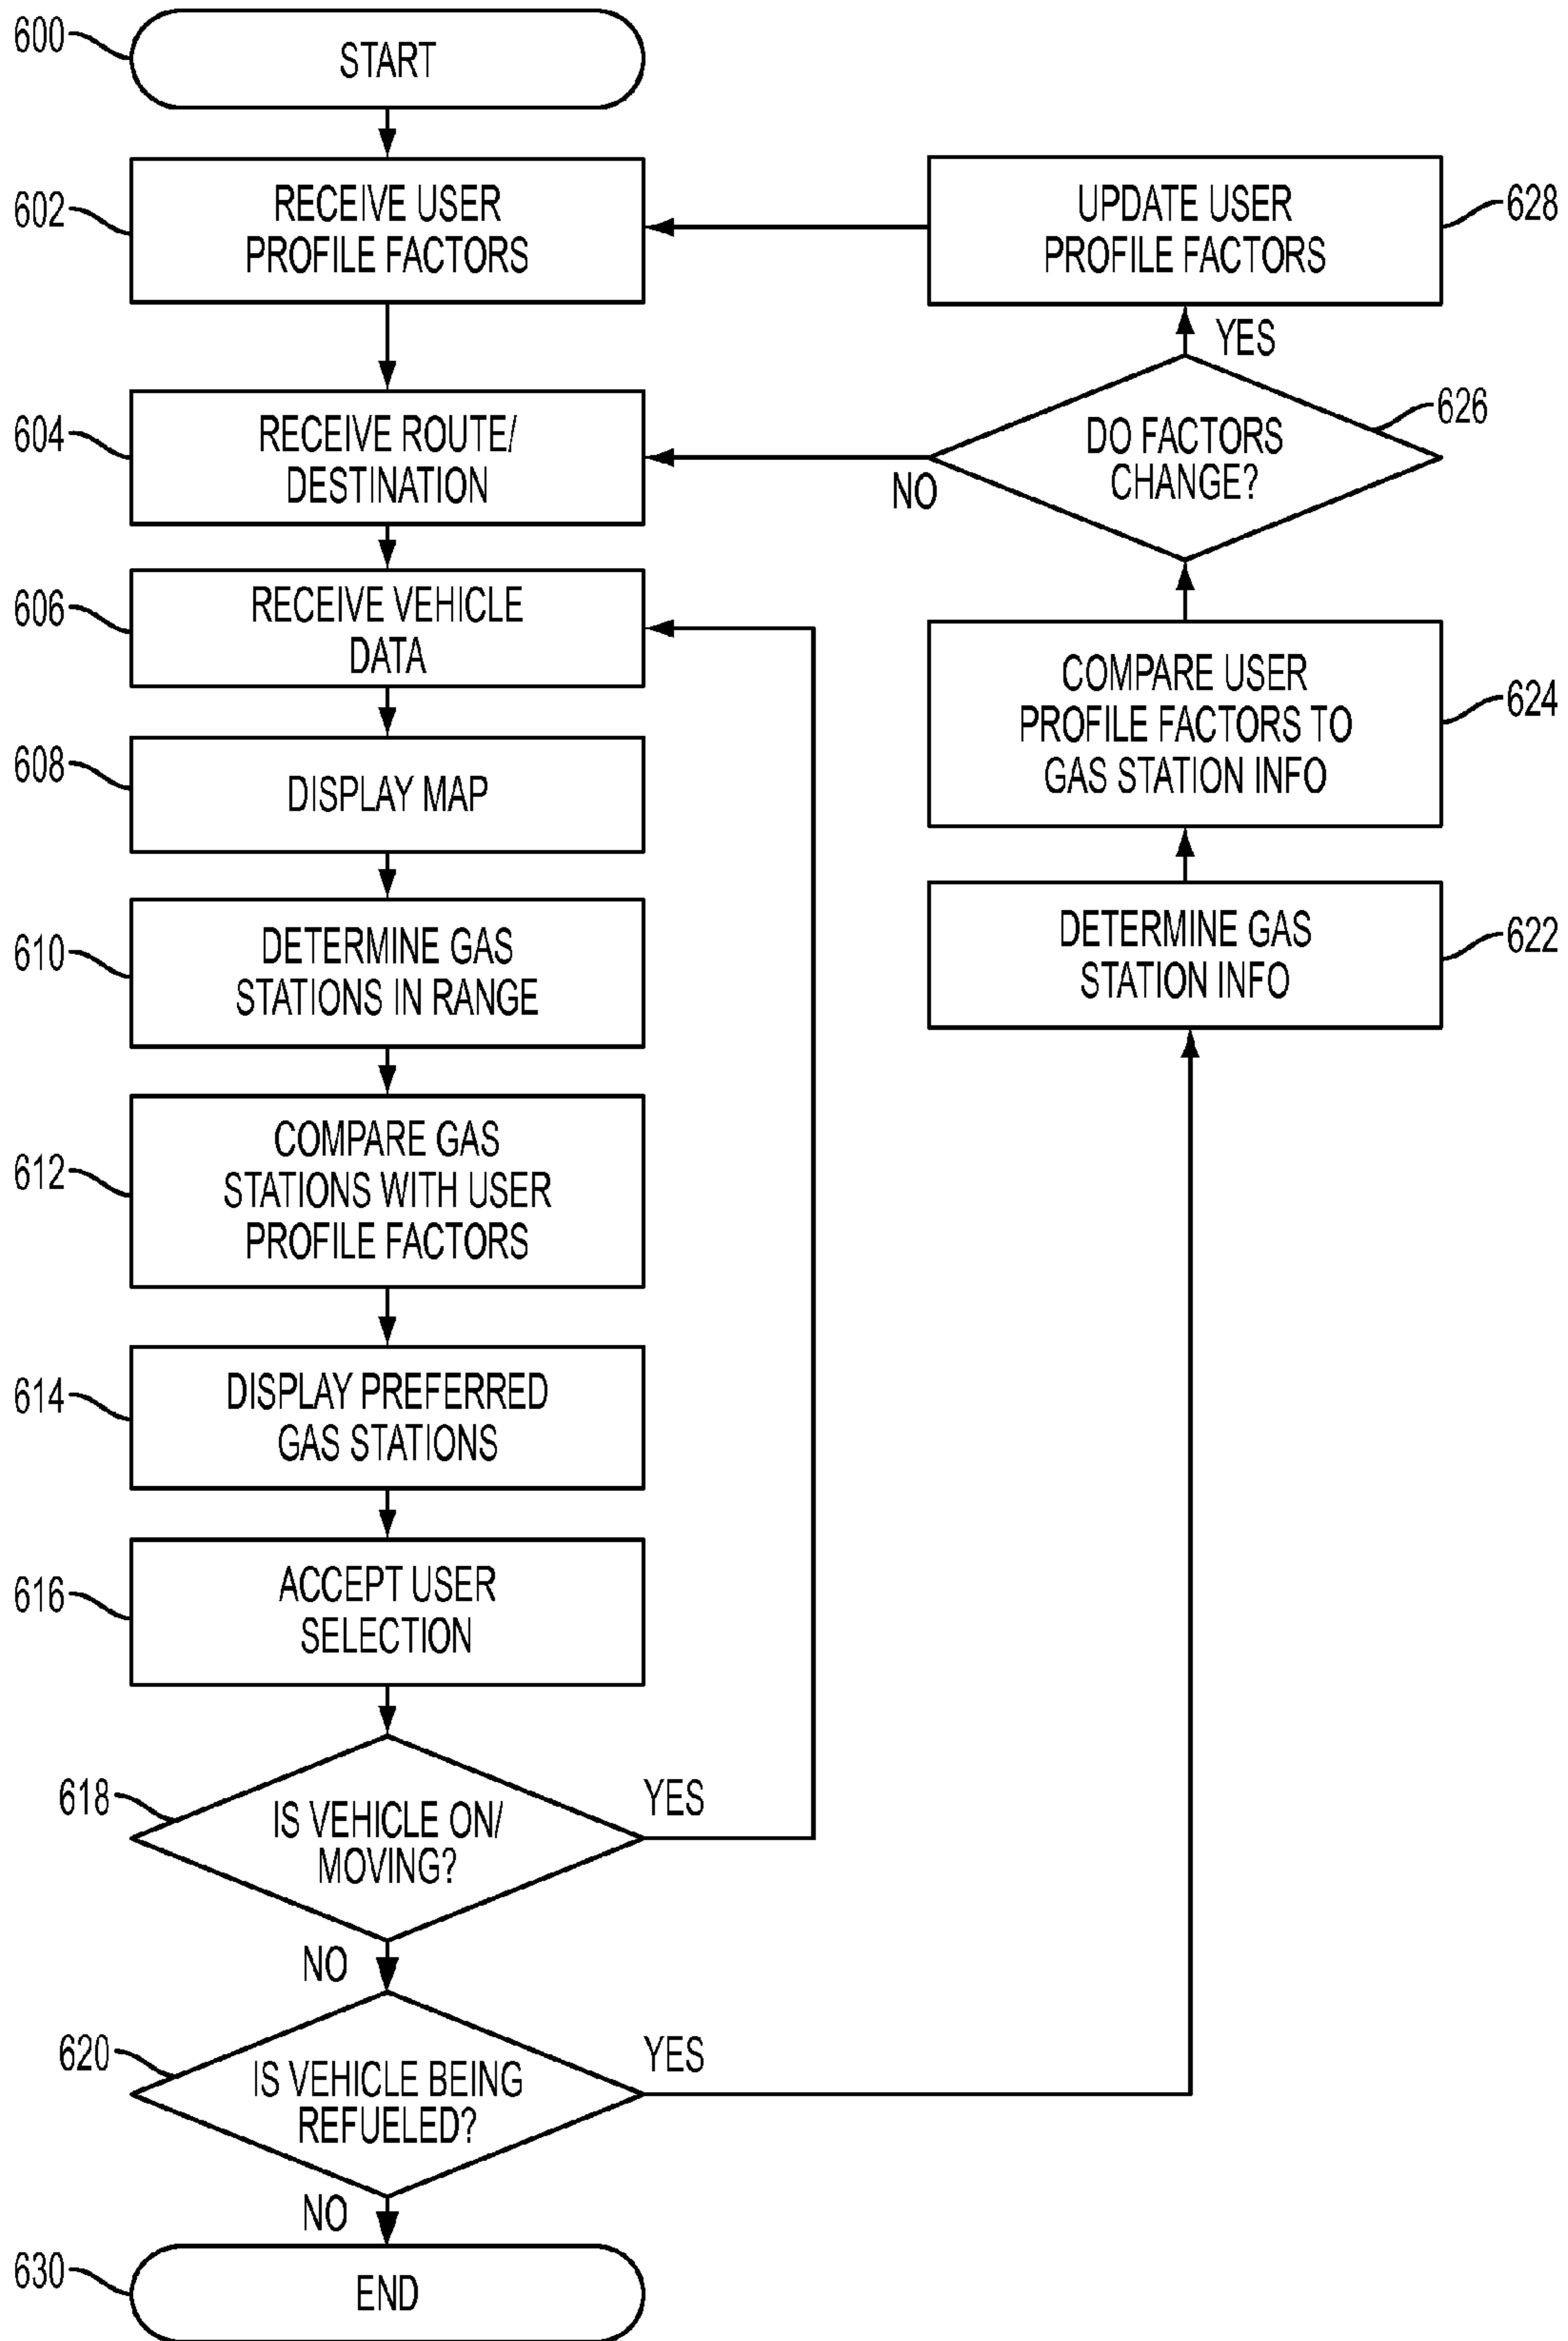 600
START
602
RECEIVE USER
PROFILE FACTORS
604
RECEIVE ROUTE/
DESTINATION
606
RECEIVE VEHICLE
DATA
608
DISPLAY MAP
610
DETERMINE GAS
STATIONS IN RANGE
612
COMPARE GAS
STATIONS WITH USER
PROFILE FACTORS
614
DISPLAY PREFERRED
GAS STATIONS
616
ACCEPT USER
SELECTION
618
IS VEHICLE ON/
MOVING?
YES
NO
620
IS VEHICLE BEING
REFUELED?
YES
NO
630
END
UPDATE USER
PROFILE FACTORS
628
YES
DO FACTORS
CHANGE?
626
NO
COMPARE USER
PROFILE FACTORS TO
GAS STATION INFO
624
DETERMINE GAS
STATION INFO
622